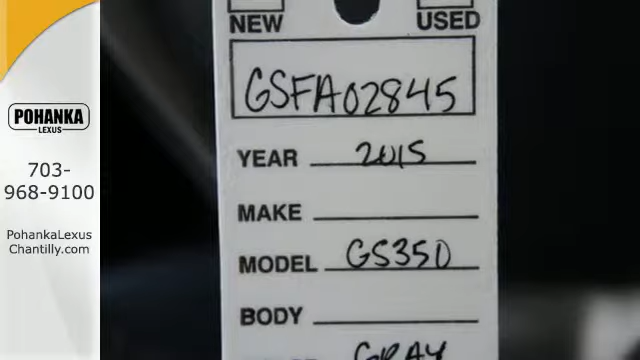 POHANKA
LEXUS
703-
968-9100
PohankaLexus
Chantilly.com
NEW USED
GSFA02845
YEAR 2015
MAKE
MODEL GS350
BODY
GRAY